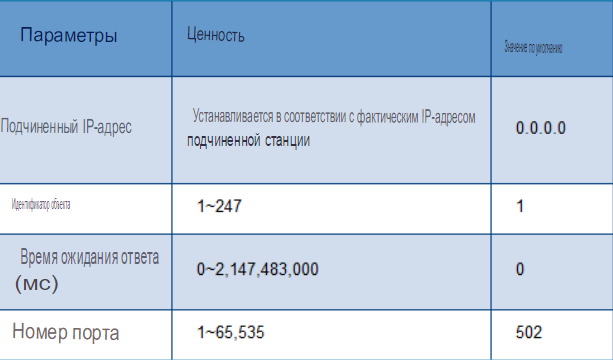 Параметры
Ценность
Значение по умолчанию
Подчиненный IP-адрес
Устанавливается в соответствии с фактическим IP-адресом
подчиненной станции
0.0.0.0
Идентификатор объекта
1~247
1
Время ожидания ответа
(мс)
0~2,147,483,000
0
Номер порта
1~65,535
502